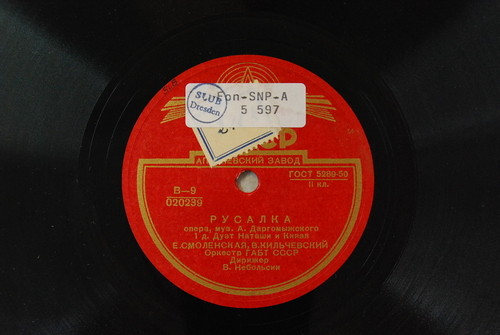 SLUB
Dresden
Fon-SNP-A
5 597
АПРЕЛЕВСКИЙ ЗАВОД
ГОСТ 5289-50
В—9
II кл.
020239
РУСАЛКА
опера, муз. А. Даргомыжского
1 д. Дуэт Наташи и Князя
Е. СМОЛЕНСКАЯ, В. КИЛЬЧЕВСКИЙ
Оркестр ГАБТ СССР
Дирижер
В. Небольсин